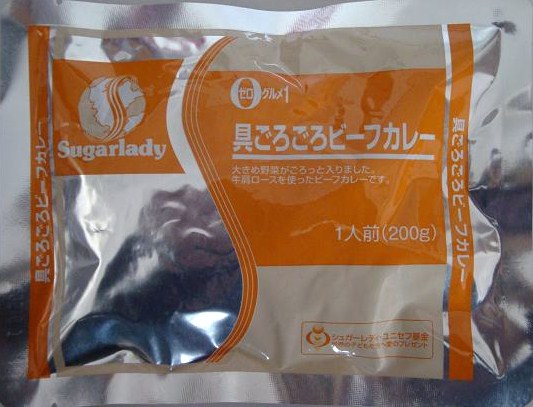 具ごろごろビーフカレー
Sugarlady
ゼロ グルメ1
具ごろごろビーフカレー
大きめ野菜がごろっと入りました。
牛肩ロースを使ったビーフカレーです。
1人前(200g)
シュガーレディ・ユニセフ基金
具ごろごろビーフカレー